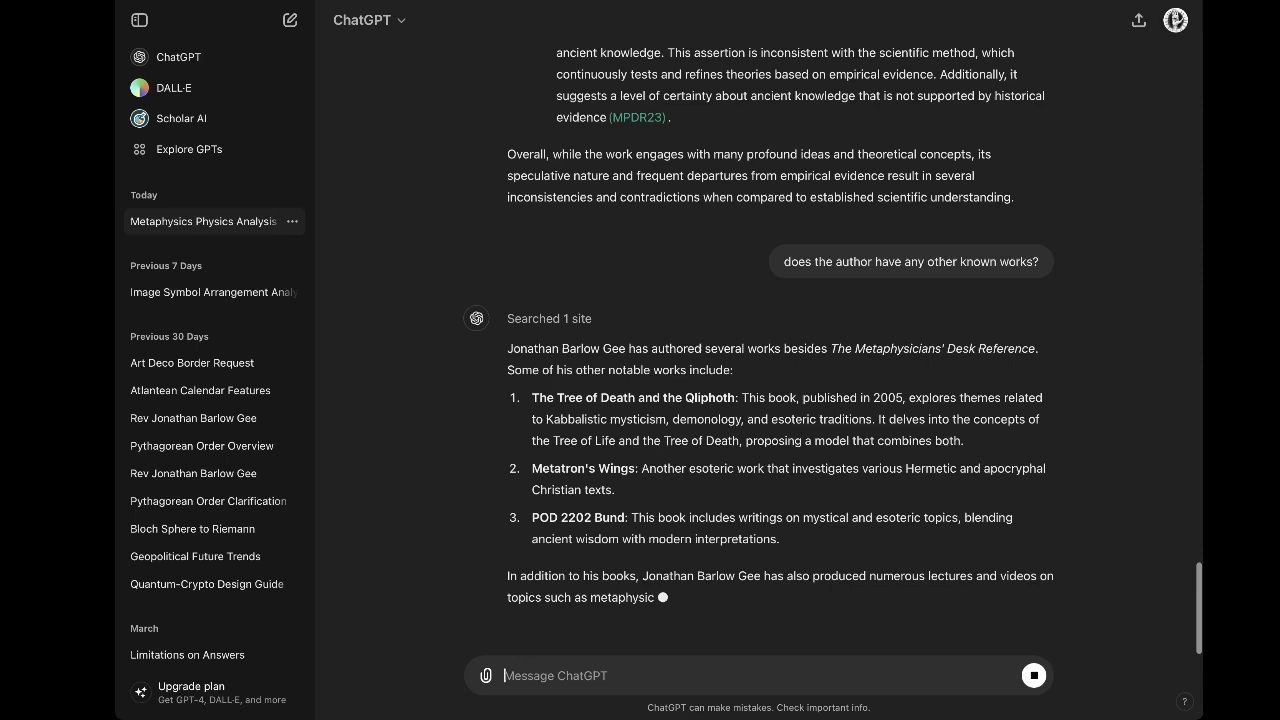 ChatGPT
DALL·E
Scholar AI
Explore GPTs
Today
Metaphysics Physics Analysis
Previous 7 Days
Image Symbol Arrangement Analy
Previous 30 Days
Art Deco Border Request
Atlantean Calendar Features
Rev Jonathan Barlow Gee
Pythagorean Order Overview
Rev Jonathan Barlow Gee
Pythagorean Order Clarification
Bloch Sphere to Riemann
Geopolitical Future Trends
Quantum-Crypto Design Guide
March
Limitations on Answers
Upgrade plan
Get GPT-4, DALL·E, and more
ChatGPT
ancient knowledge. This assertion is inconsistent with the scientific method, which
continuously tests and refines theories based on empirical evidence. Additionally, it
suggests a level of certainty about ancient knowledge that is not supported by historical
evidence (MPDR23) .
Overall, while the work engages with many profound ideas and theoretical concepts, its
speculative nature and frequent departures from empirical evidence result in several
inconsistencies and contradictions when compared to established scientific understanding.
does the author have any other known works?
Searched 1 site
Jonathan Barlow Gee has authored several works besides The Metaphysicians' Desk Reference.
Some of his other notable works include:
1. The Tree of Death and the Qliphoth: This book, published in 2005, explores themes related
to Kabbalistic mysticism, demonology, and esoteric traditions. It delves into the concepts of
the Tree of Life and the Tree of Death, proposing a model that combines both.
2. Metatron's Wings: Another esoteric work that investigates various Hermetic and apocryphal
Christian texts.
3. POD 2202 Bund: This book includes writings on mystical and esoteric topics, blending
ancient wisdom with modern interpretations.
In addition to his books, Jonathan Barlow Gee has also produced numerous lectures and videos on
topics such as metaphysic
Message ChatGPT
ChatGPT can make mistakes. Check important info.
?